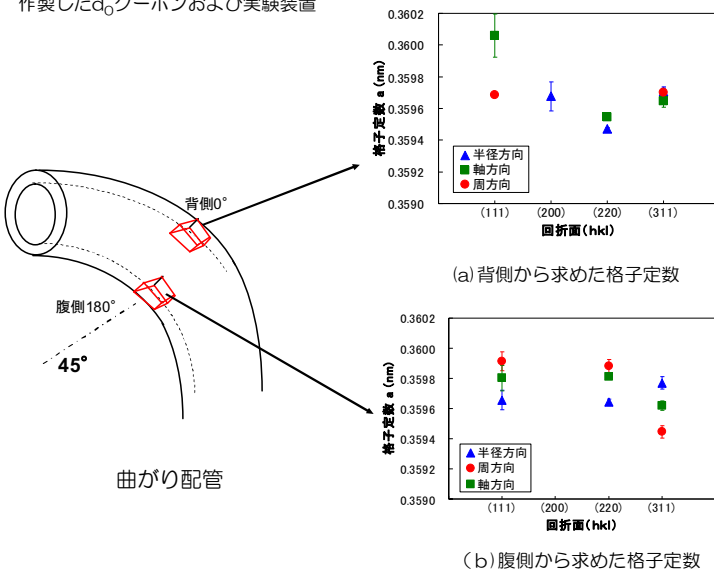 作製したd0クーポンおよび実験装置
背側0°
腹側180°
45°
曲がり配管
格子定数 a (nm)
0.3602
0.3600
0.3598
0.3596
0.3594
0.3592
0.3590
半径方向
軸方向
周方向
(111)
(200)
(220)
(311)
回折面(hkl)
(a)背側から求めた格子定数
格子定数 a (nm)
0.3602
0.3600
0.3598
0.3596
0.3594
0.3592
0.3590
半径方向
周方向
軸方向
(111)
(200)
(220)
(311)
回折面(hkl)
(b)腹側から求めた格子定数